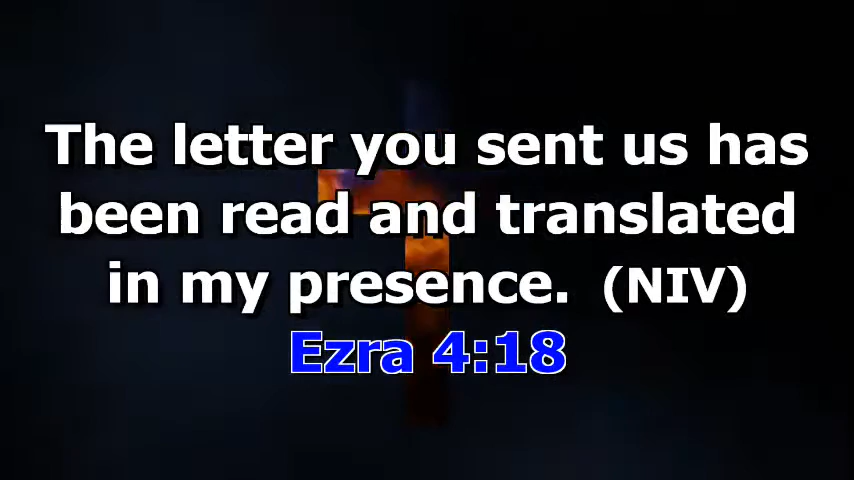 The letter you sent us has
been read and translated
in my presence. (NIV)
Ezra 4:18